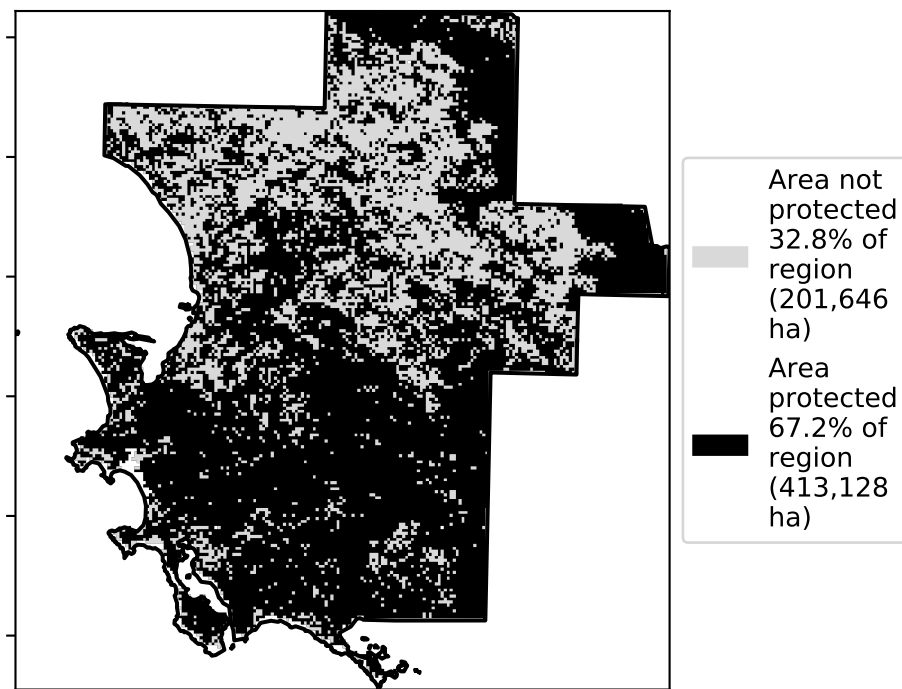 Area not
protected
32.8% of
region
(201,646
ha)
Area
protected
67.2% of
region
(413,128
ha)